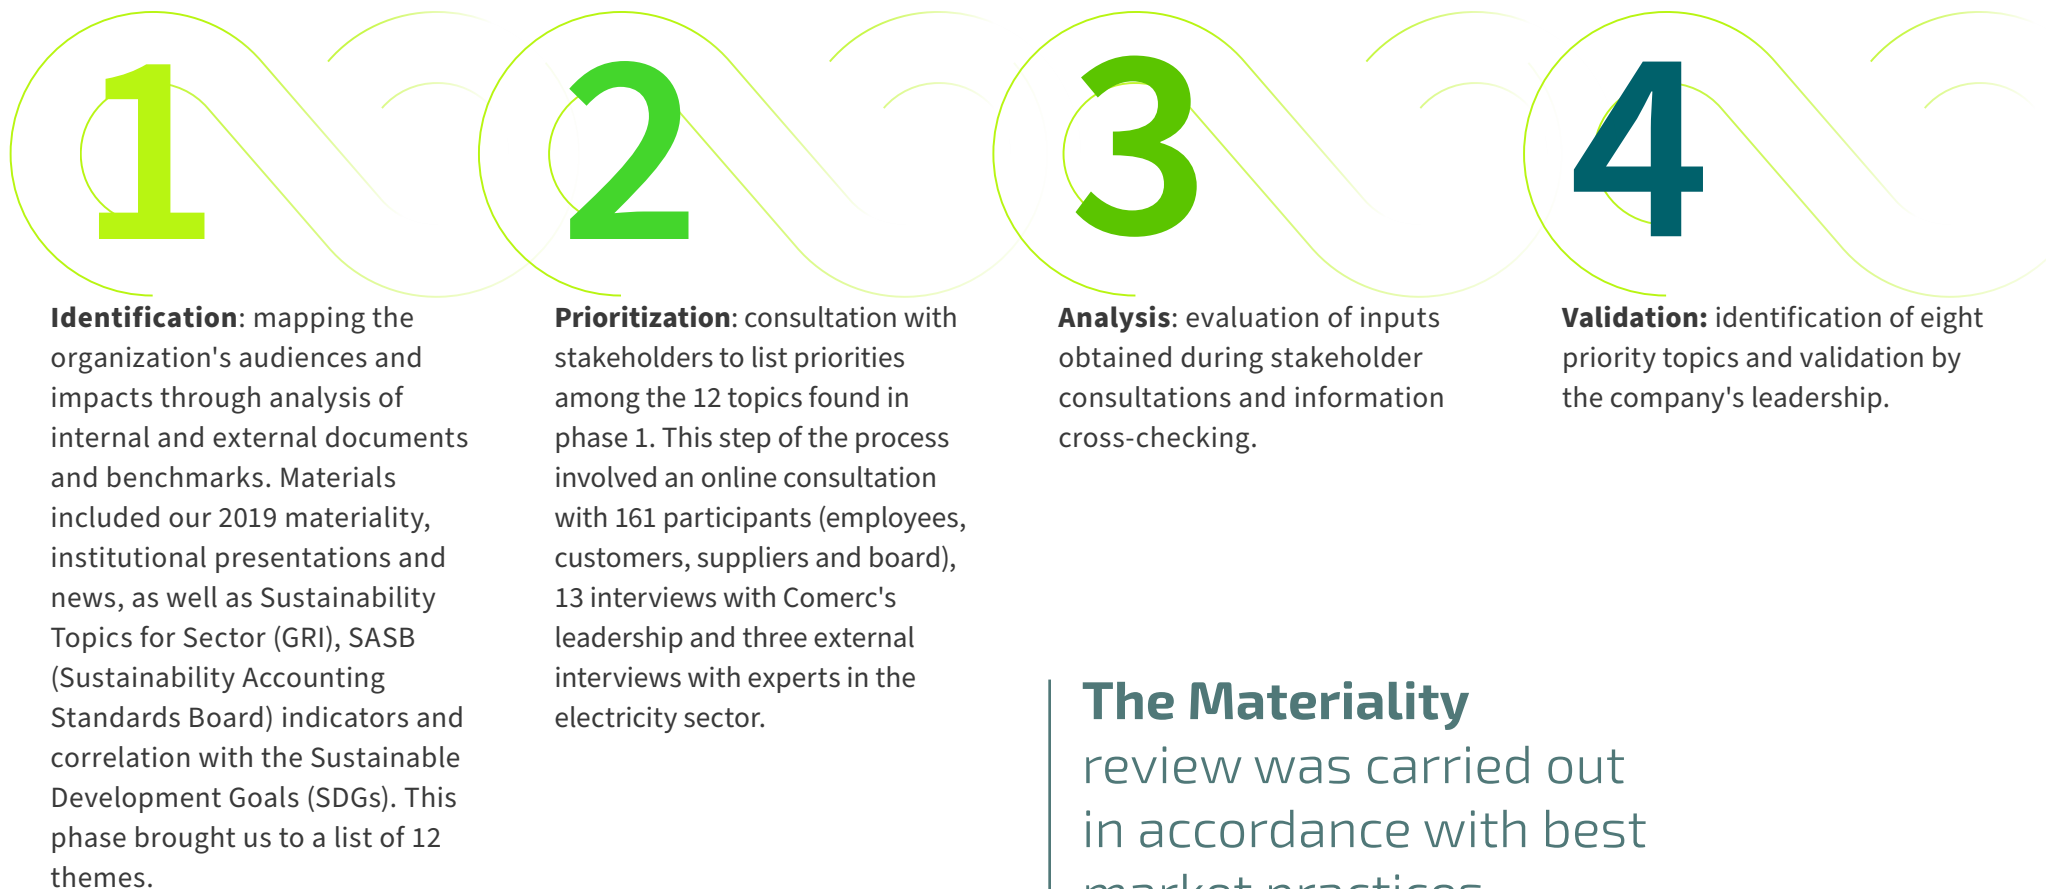 1
Identification: mapping the
organization's audiences and
impacts through analysis of
internal and external documents
and benchmarks. Materials
included our 2019 materiality,
institutional presentations and
news, as well as Sustainability
Topics for Sector (GRI), SASB
(Sustainability Accounting
Standards Board) indicators and
correlation with the Sustainable
Development Goals (SDGs). This
phase brought us to a list of 12
themes.
2
Prioritization: consultation with
stakeholders to list priorities
among the 12 topics found in
phase 1. This step of the process
involved an online consultation
with 161 participants (employees,
customers, suppliers and board),
13 interviews with Comerc's
leadership and three external
interviews with experts in the
electricity sector.
3
Analysis: evaluation of inputs
obtained during stakeholder
consultations and information
cross-checking.
4
Validation: identification of eight
priority topics and validation by
the company's leadership.
The Materiality
review was carried out
in accordance with best
market practices